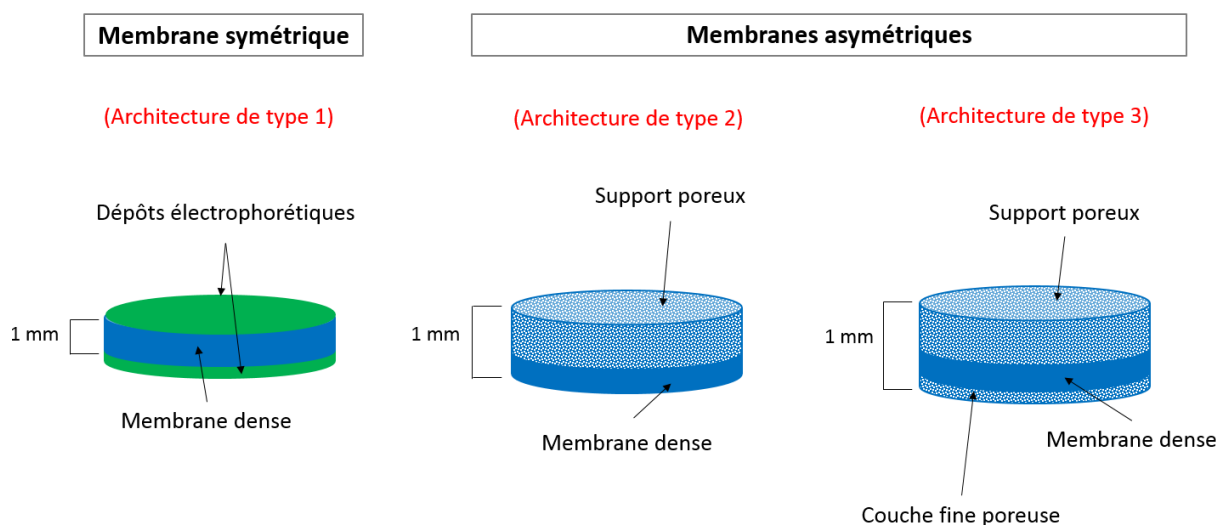 Membrane symétrique
Membranes asymétriques
(Architecture de type 1)
(Architecture de type 2)
(Architecture de type 3)
Dépôts électrophorétiques
Support poreux
Support poreux
1 mm
1 mm
1 mm
Membrane dense
Membrane dense
Membrane dense
Couche fine poreuse